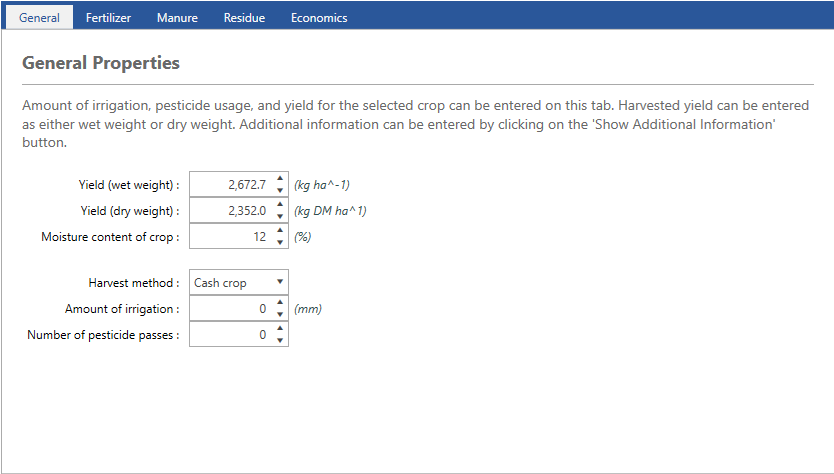 General Fertilizer Manure Residue Economics
General Properties
Amount of irrigation, pesticide usage, and yield for the selected crop can be entered on this tab. Harvested yield can be entered
as either wet weight or dry weight. Additional information can be entered by clicking on the 'Show Additional Information'
button.
Yield (wet weight) : 2,672.7 (kg ha^-1)
Yield (dry weight) : 2,352.0 (kg DM ha^1)
Moisture content of crop : 12 (%)
Harvest method : Cash crop
Amount of irrigation : 0 (mm)
Number of pesticide passes : 0